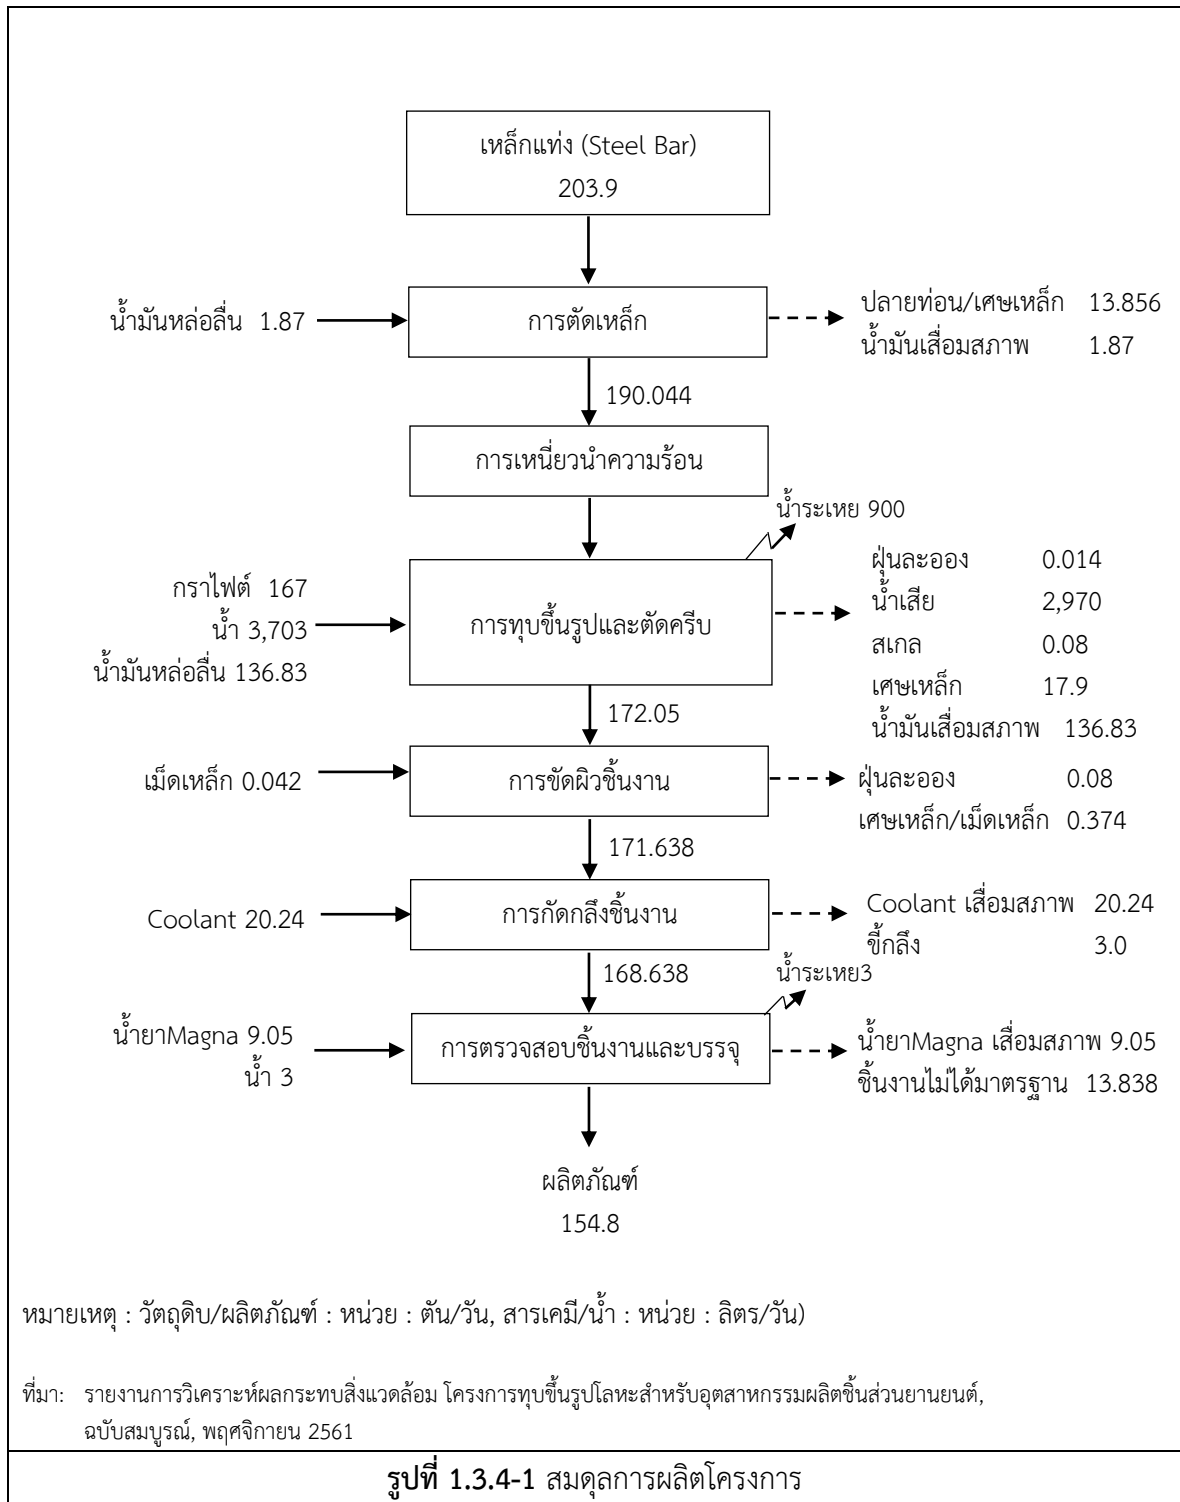 เหล็กแท่ง (Steel Bar)
203.9
น้ำมันหล่อลื่น 1.87
การตัดเหล็ก
ปลายท่อน/เศษเหล็ก 13.856
น้ำมันเสื่อมสภาพ 1.87
190.044
การเหนี่ยวนำความร้อน
น้ำระเหย 900
กราไฟต์ 167
น้ำ 3,703
น้ำมันหล่อลื่น 136.83
การทุบขึ้นรูปและตัดครีบ
ฝุ่นละออง 0.014
น้ำเสีย 2,970
สเกล 0.08
เศษเหล็ก 17.9
น้ำมันเสื่อมสภาพ 136.83
172.05
เม็ดเหล็ก 0.042
การขัดผิวชิ้นงาน
ฝุ่นละออง 0.08
เศษเหล็ก/เม็ดเหล็ก 0.374
171.638
Coolant 20.24
การกัดกลึงชิ้นงาน
Coolant เสื่อมสภาพ 20.24
ขี้กลึง 3.0
168.638
น้ำระเหย3
น้ำยาMagna 9.05
น้ำ 3
การตรวจสอบชิ้นงานและบรรจุ
น้ำยาMagna เสื่อมสภาพ 9.05
ชิ้นงานไม่ได้มาตรฐาน 13.838
ผลิตภัณฑ์
154.8
หมายเหตุ : วัตถุดิบ/ผลิตภัณฑ์ : หน่วย : ตัน/วัน, สารเคมี/น้ำ : หน่วย : ลิตร/วัน)
ที่มา: รายงานการวิเคราะห์ผลกระทบสิ่งแวดล้อม โครงการทุบขึ้นรูปโลหะสำหรับอุตสาหกรรมผลิตชิ้นส่วนยานยนต์,
ฉบับสมบูรณ์, พฤศจิกายน 2561
รูปที่ 1.3.4-1 สมดุลการผลิตโครงการ